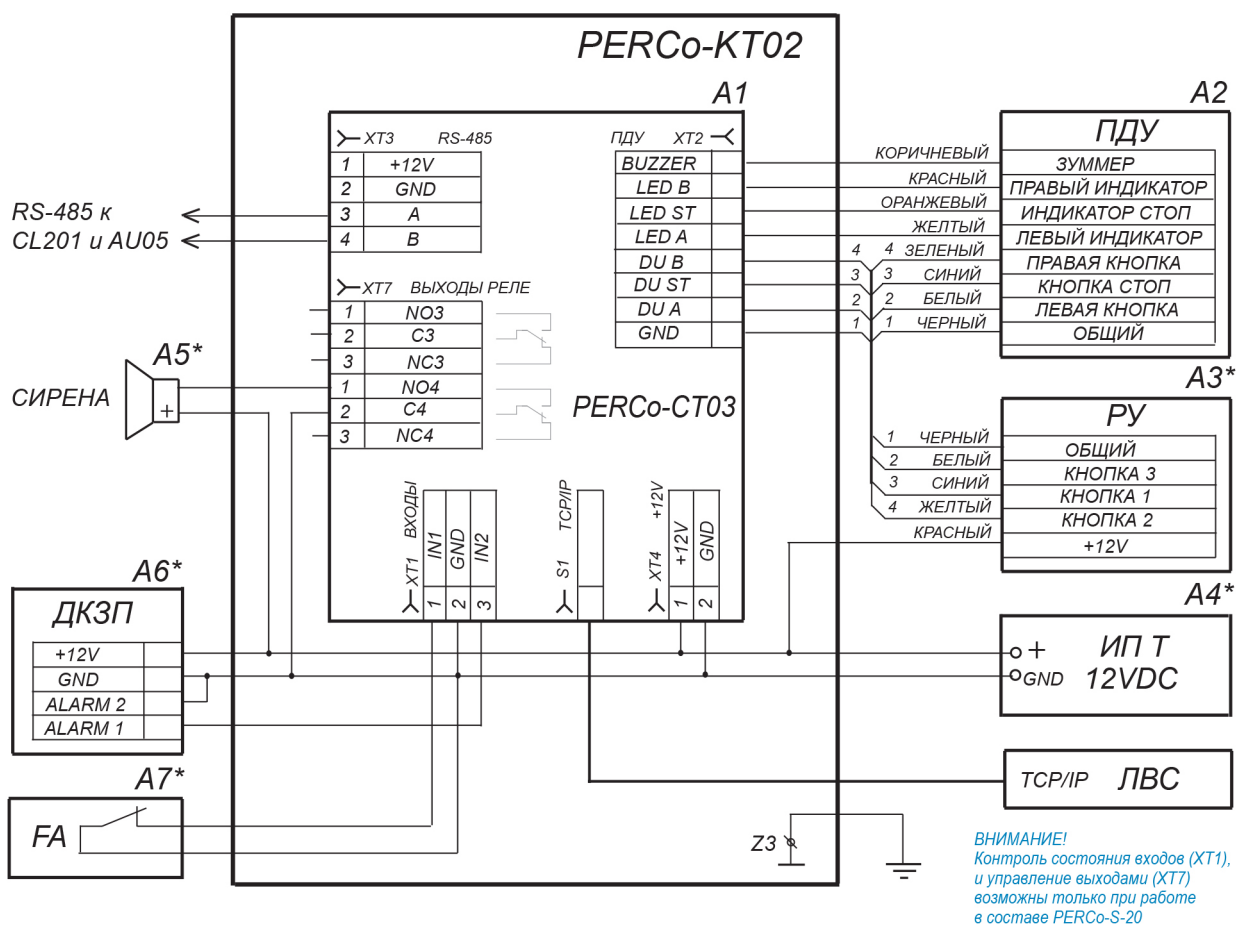 PERCo-KT02
A1
XT3 RS-485
1 +12V
2 GND
3 A
4 B
RS-485 к
CL201 и AU05
XT7 ВЫХОДЫ РЕЛЕ
1 NO3
2 C3
3 NC3
1 NO4
2 C4
3 NC4
A5*
СИРЕНА
+
ПДУ XT2
BUZZER
LED B
LED ST
LED A
DU B
DU ST
DU A
GND
PERCo-CT03
XT1 ВХОДЫ
1 IN1
2 GND
3 IN2
S1 TCP/IP
XT4 +12V
1 +12V
2 GND
A2
ПДУ
КОРИЧНЕВЫЙ ЗУММЕР
КРАСНЫЙ ПРАВЫЙ ИНДИКАТОР
ОРАНЖЕВЫЙ ИНДИКАТОР СТОП
ЖЕЛТЫЙ ЛЕВЫЙ ИНДИКАТОР
4 4 ЗЕЛЕНЫЙ ПРАВАЯ КНОПКА
3 3 СИНИЙ КНОПКА СТОП
2 2 БЕЛЫЙ ЛЕВАЯ КНОПКА
1 1 ЧЕРНЫЙ ОБЩИЙ
A3*
РУ
1 ЧЕРНЫЙ ОБЩИЙ
2 БЕЛЫЙ КНОПКА 3
3 СИНИЙ КНОПКА 1
4 ЖЕЛТЫЙ КНОПКА 2
КРАСНЫЙ +12V
A6*
ДКЗП
+12V
GND
ALARM 2
ALARM 1
A4*
+ ИП Т
GND 12VDC
A7*
FA
TCP/IP ЛВС
Z3
ВНИМАНИЕ!
Контроль состояния входов (XT1),
и управление выходами (XT7)
возможны только при работе
в составе PERCo-S-20